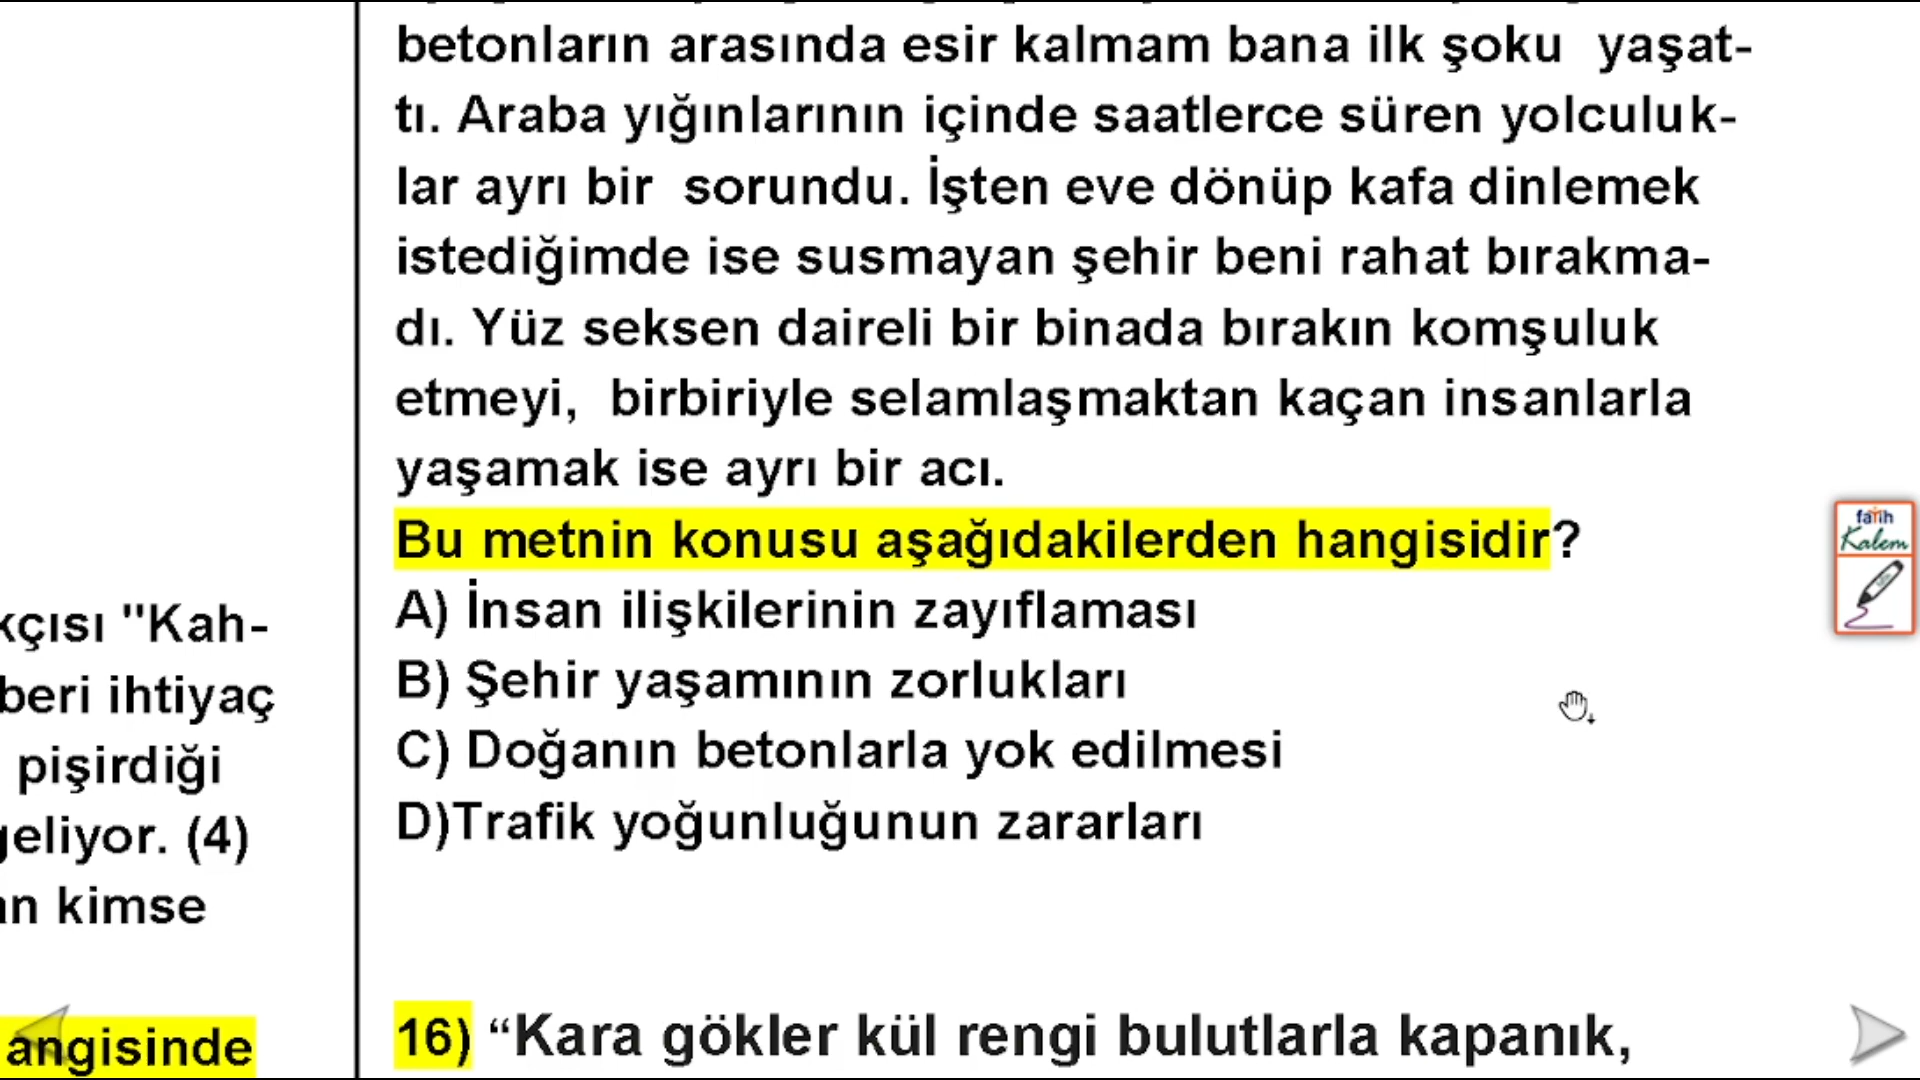 kçısı "Kah-
beri ihtiyaç
pişirdiği
geliyor. (4)
an kimse
angisinde
betonların arasında esir kalmam bana ilk şoku yaşat-
tı. Araba yığınlarının içinde saatlerce süren yolculuk-
lar ayrı bir sorundu. İşten eve dönüp kafa dinlemek
istediğimde ise susmayan şehir beni rahat bırakma-
dı. Yüz seksen daireli bir binada bırakın komşuluk
etmeyi, birbiriyle selamlaşmaktan kaçan insanlarla
yaşamak ise ayrı bir acı.
Bu metnin konusu aşağıdakilerden hangisidir?
A) İnsan ilişkilerinin zayıflaması
B) Şehir yaşamının zorlukları
C) Doğanın betonlarla yok edilmesi
D)Trafik yoğunluğunun zararları
16) “Kara gökler kül rengi bulutlarla kapanık,
fatih
Kalem